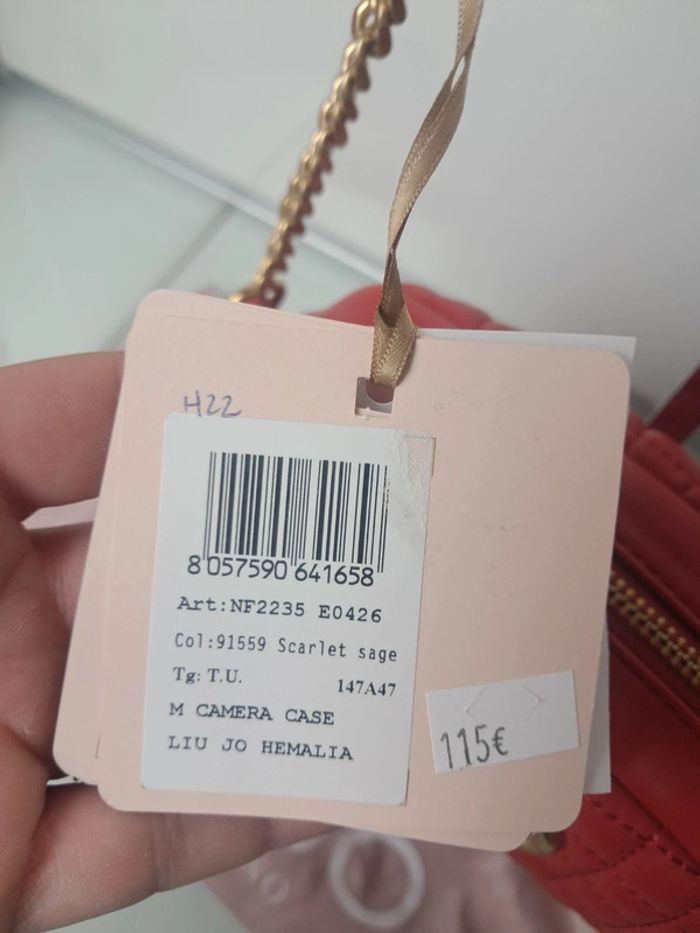 H22
8 057590 641658
Art:NF2235 E0426
Col:91559 Scarlet sage
Tg: T.U.
147A47
M CAMERA CASE
LIU JO HEMALIA
115€